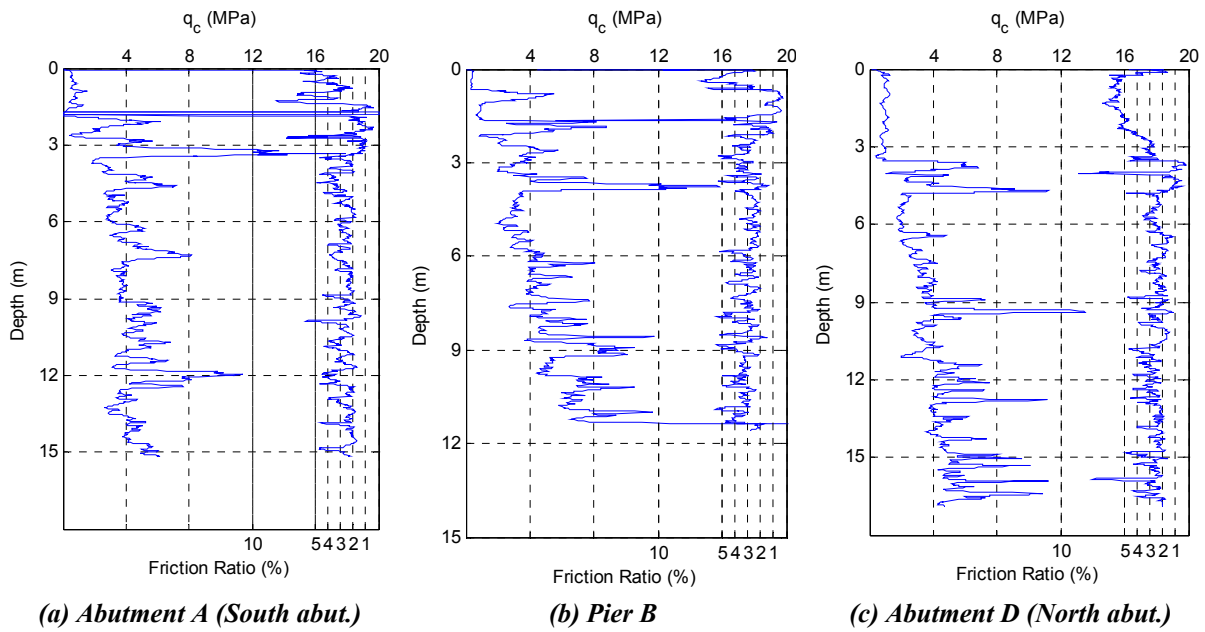 q_c (MPa)
4 8 12 16 20
0
3
6
9
12
15
Depth (m)
10 5 4 3 2 1
Friction Ratio (%)
(a) Abutment A (South abut.)
q_c (MPa)
4 8 12 16 20
0
3
6
9
12
15
Depth (m)
10 5 4 3 2 1
Friction Ratio (%)
(b) Pier B
q_c (MPa)
4 8 12 16 20
0
3
6
9
12
15
Depth (m)
10 5 4 3 2 1
Friction Ratio (%)
(c) Abutment D (North abut.)